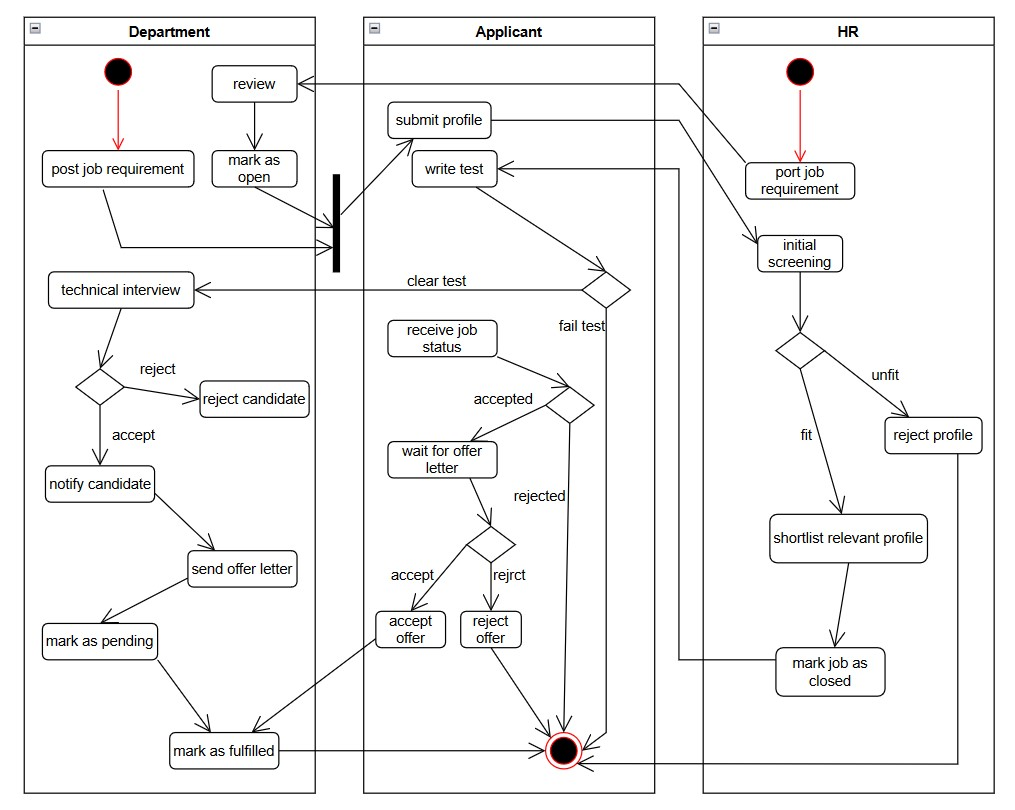 Department
Applicant
HR
review
submit profile
post job requirement
mark as
open
write test
port job
requirement
initial
screening
technical interview
clear test
fail test
receive job
status
reject
reject candidate
accepted
unfit
accept
wait for offer
letter
fit
reject profile
notify candidate
rejected
shortlist relevant profile
send offer letter
accept
rejrct
mark as pending
accept
offer
reject
offer
mark job as
closed
mark as fulfilled